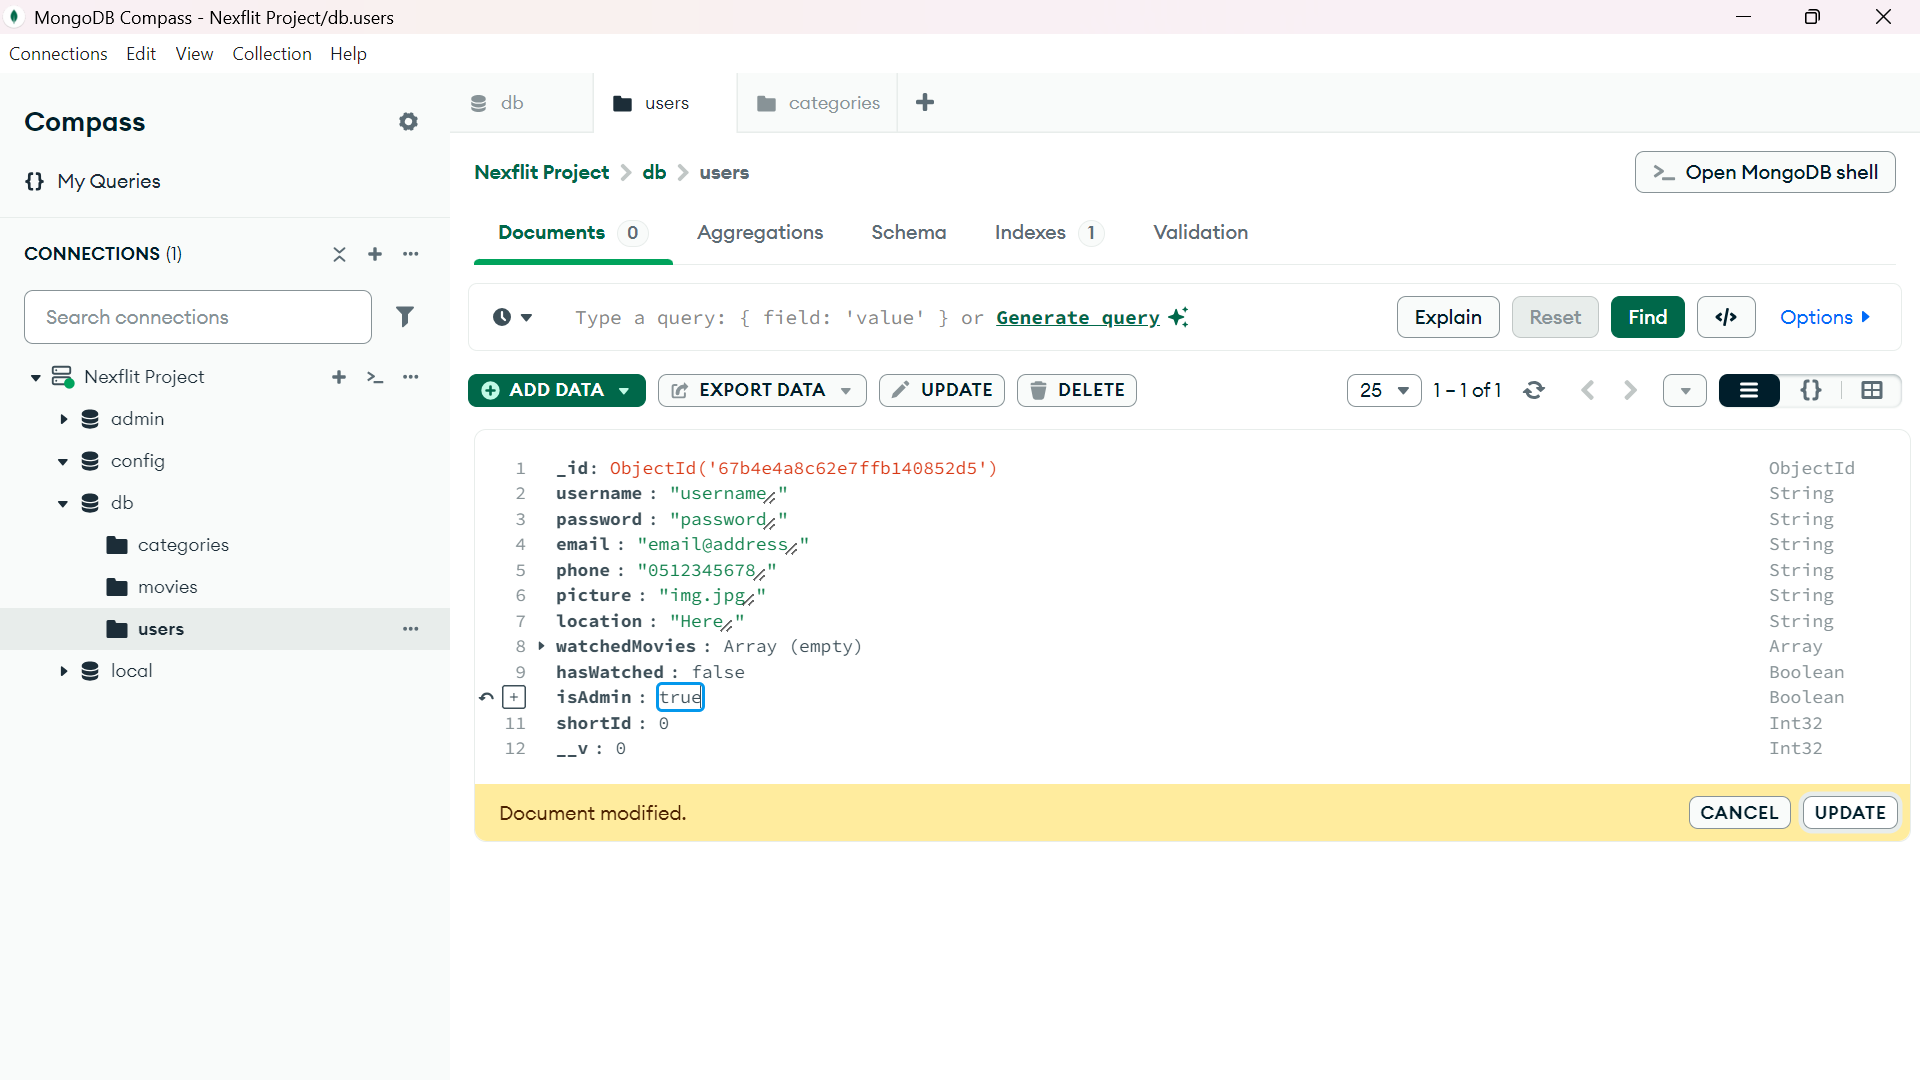 MongoDB Compass - Nexflit Project/db.users
Connections Edit View Collection Help
Compass
My Queries
CONNECTIONS (1)
Search connections
Nexflit Project
admin
config
db
categories
movies
users
local
db
users
categories
Nexflit Project > db > users
>_ Open MongoDB shell
Documents 0 Aggregations Schema Indexes 1 Validation
Type a query: { field: 'value' } or Generate query
Explain Reset Find </> Options
ADD DATA EXPORT DATA UPDATE DELETE
25 1 – 1 of 1 {}
1 _id: ObjectId('67b4e4a8c62e7ffb140852d5') ObjectId
2 username : "username" String
3 password : "password" String
4 email : "email@address" String
5 phone : "0512345678" String
6 picture : "img.jpg" String
7 location : "Here" String
8 watchedMovies : Array (empty) Array
9 hasWatched : false Boolean
isAdmin : true Boolean
11 shortId : 0 Int32
12 __v : 0 Int32
Document modified.
CANCEL UPDATE